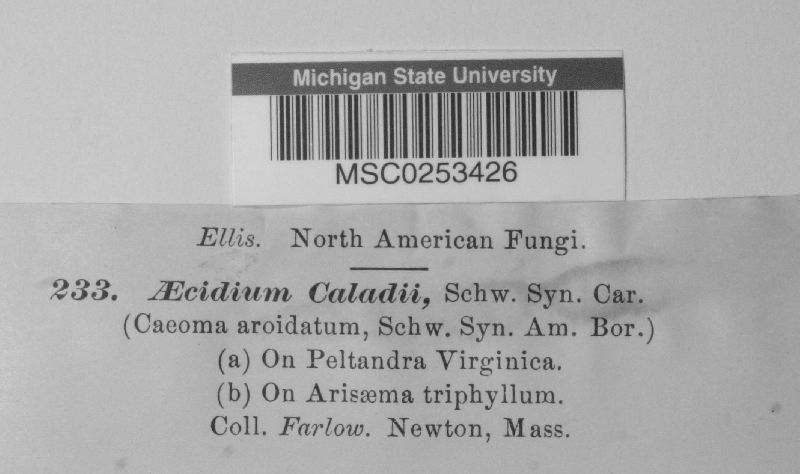 Michigan State University
MSC0253426
Ellis. North American Fungi.
233. Æcidium Caladii, Schw. Syn. Car.
(Caeoma aroidatum, Schw. Syn. Am. Bor.)
(a) On Peltandra Virginica.
(b) On Arisæma triphyllum.
Coll. Farlow. Newton, Mass.